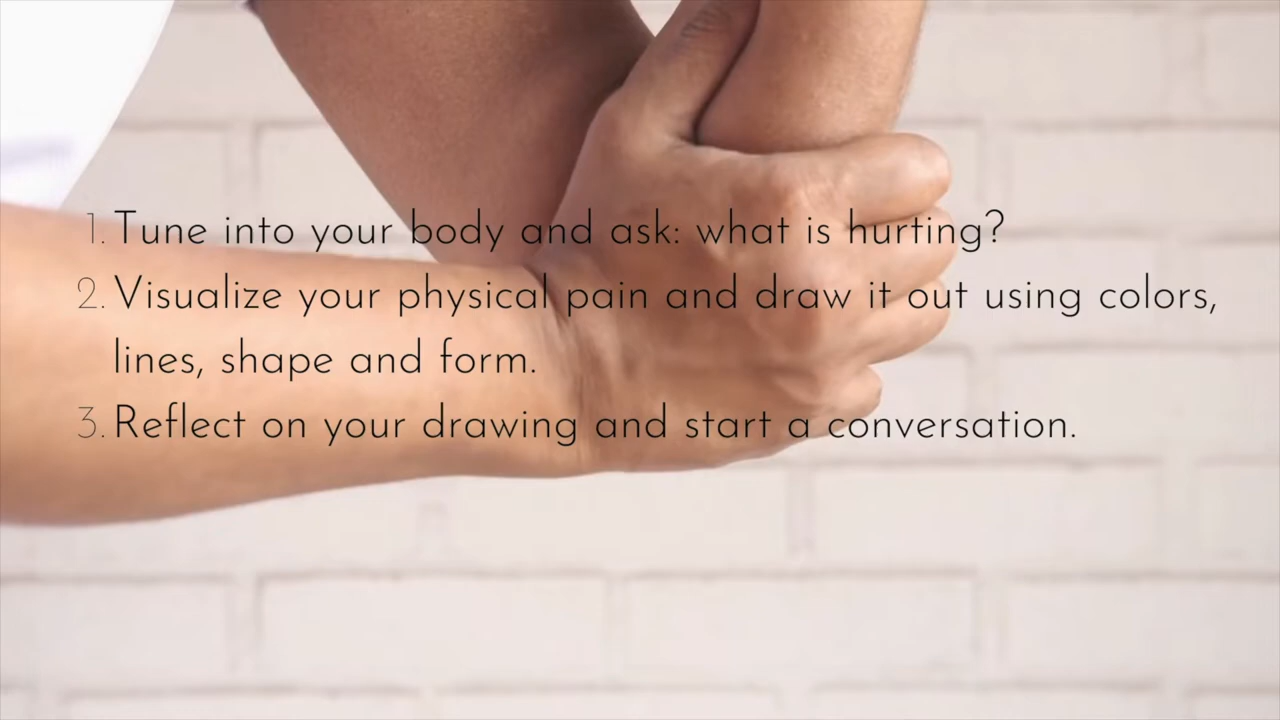 1. Tune into your body and ask: what is hurting?
2. Visualize your physical pain and draw it out using colors,
lines, shape and form.
3. Reflect on your drawing and start a conversation.